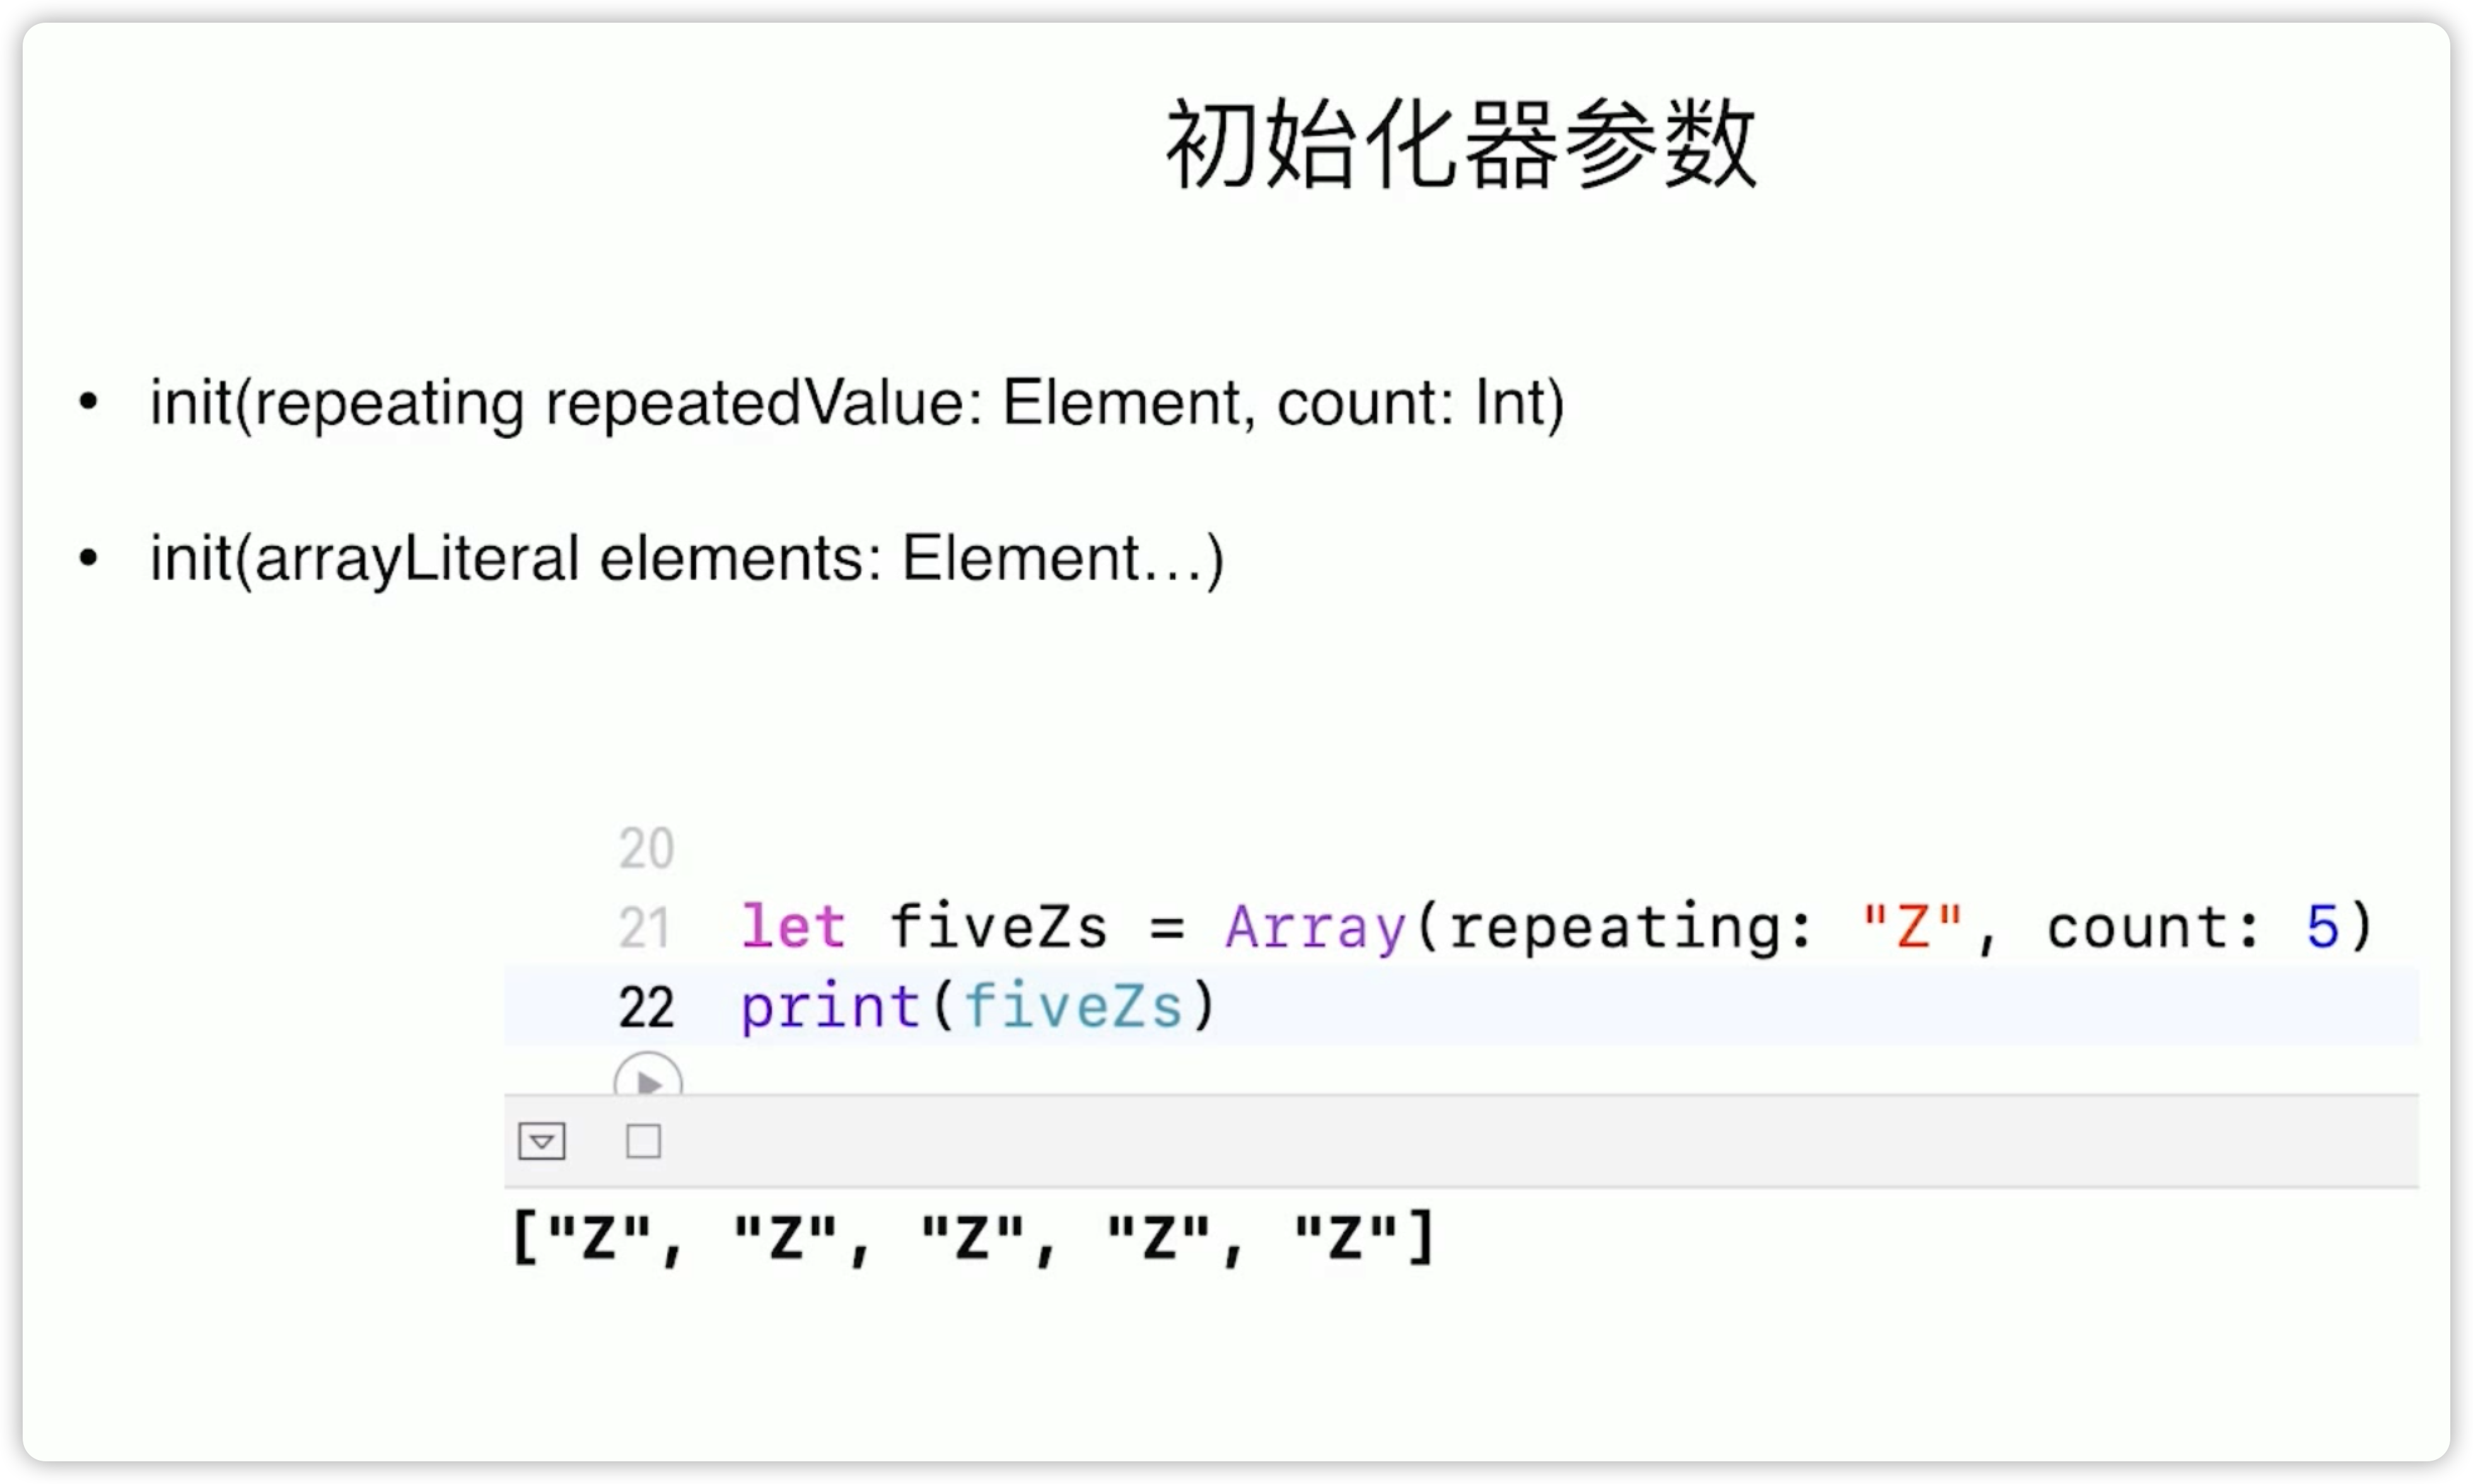 初始化器参数
• init(repeating repeatedValue: Element, count: Int)
• init(arrayLiteral elements: Element…)
20
21 let fiveZs = Array(repeating: "Z", count: 5)
22 print(fiveZs)
["Z", "Z", "Z", "Z", "Z"]